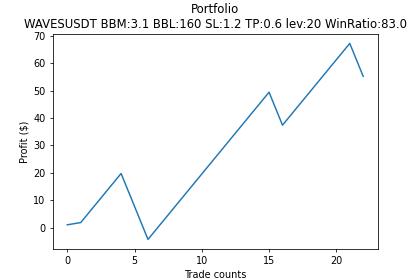 Portfolio
WAVESUSDT BBM:3.1 BBL:160 SL:1.2 TP:0.6 lev:20 WinRatio:83.0
70
60
50
40
30
20
10
0
Profit ($)
0 5 10 15 20
Trade counts